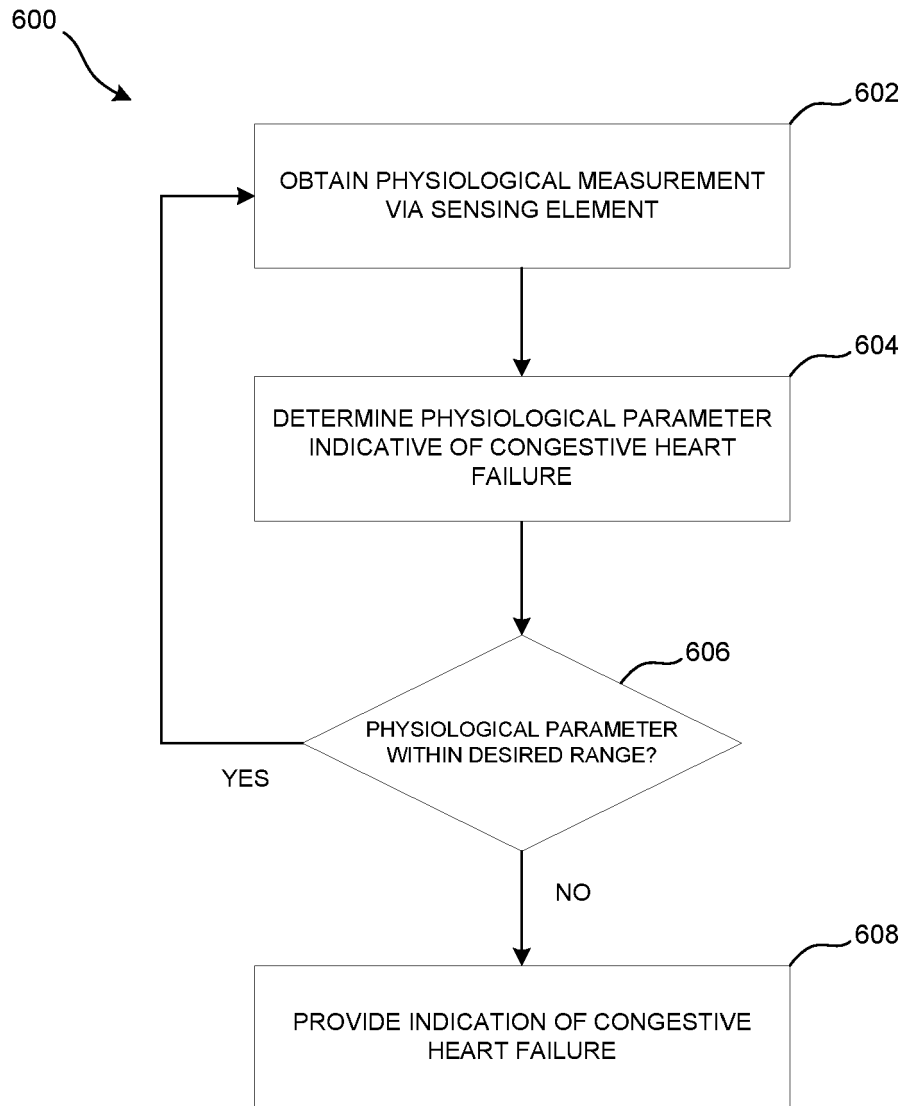 600
602
OBTAIN PHYSIOLOGICAL MEASUREMENT
VIA SENSING ELEMENT
604
DETERMINE PHYSIOLOGICAL PARAMETER
INDICATIVE OF CONGESTIVE HEART
FAILURE
606
PHYSIOLOGICAL PARAMETER
WITHIN DESIRED RANGE?
YES
NO
608
PROVIDE INDICATION OF CONGESTIVE
HEART FAILURE